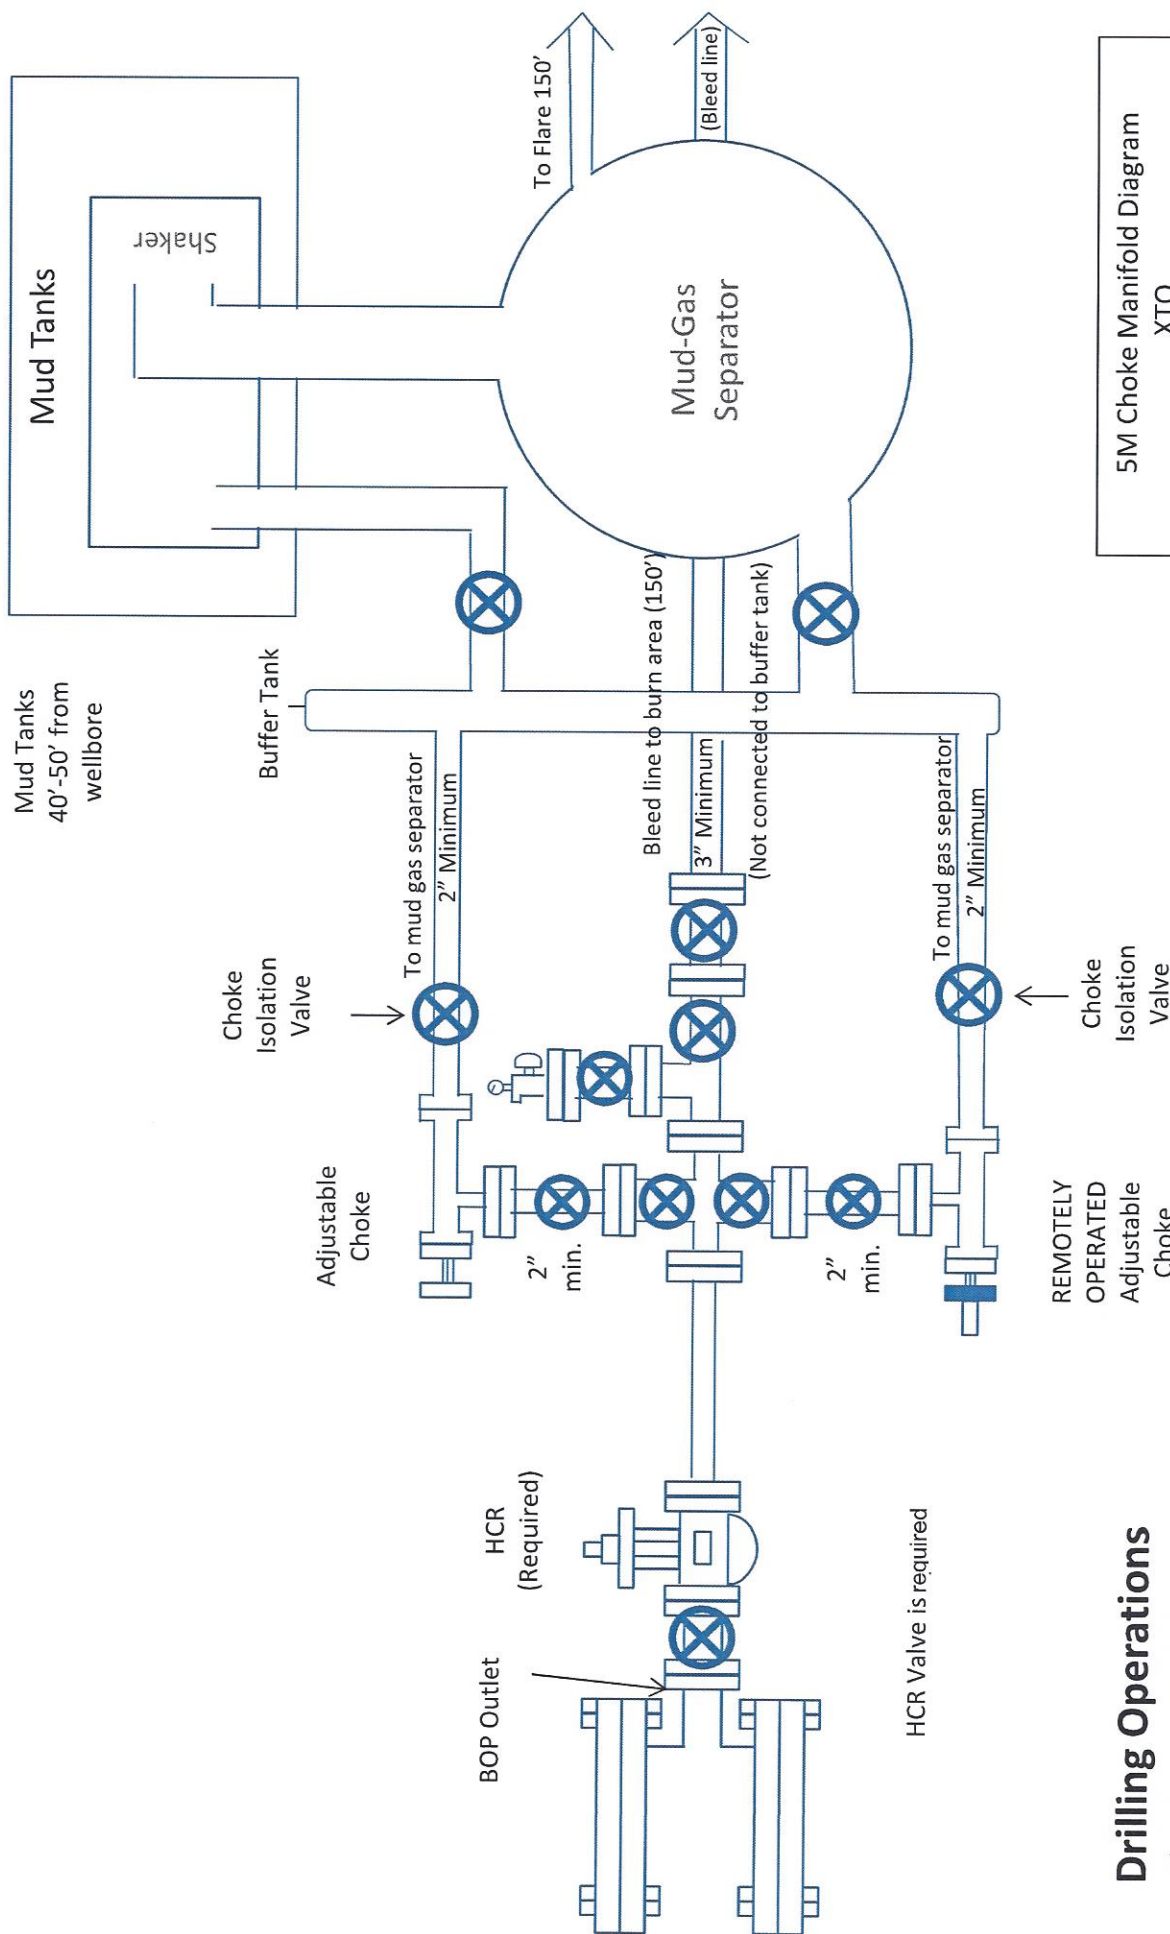 Mud Tanks
40’-50’ from
wellbore
Mud Tanks
Shaker
Buffer Tank
To Flare 150’
(Bleed line)
Mud-Gas
Separator
Choke
Isolation
Valve
To mud gas separator
2” Minimum
Bleed line to burn area (150’)
3” Minimum
(Not connected to buffer tank)
Adjustable
Choke
2”
min.
2”
min.
To mud gas separator
2” Minimum
Choke
Isolation
Valve
REMOTELY
OPERATED
Adjustable
Choke
HCR
(Required)
BOP Outlet
HCR Valve is required
Drilling Operations
5M Choke Manifold Diagram
XTO